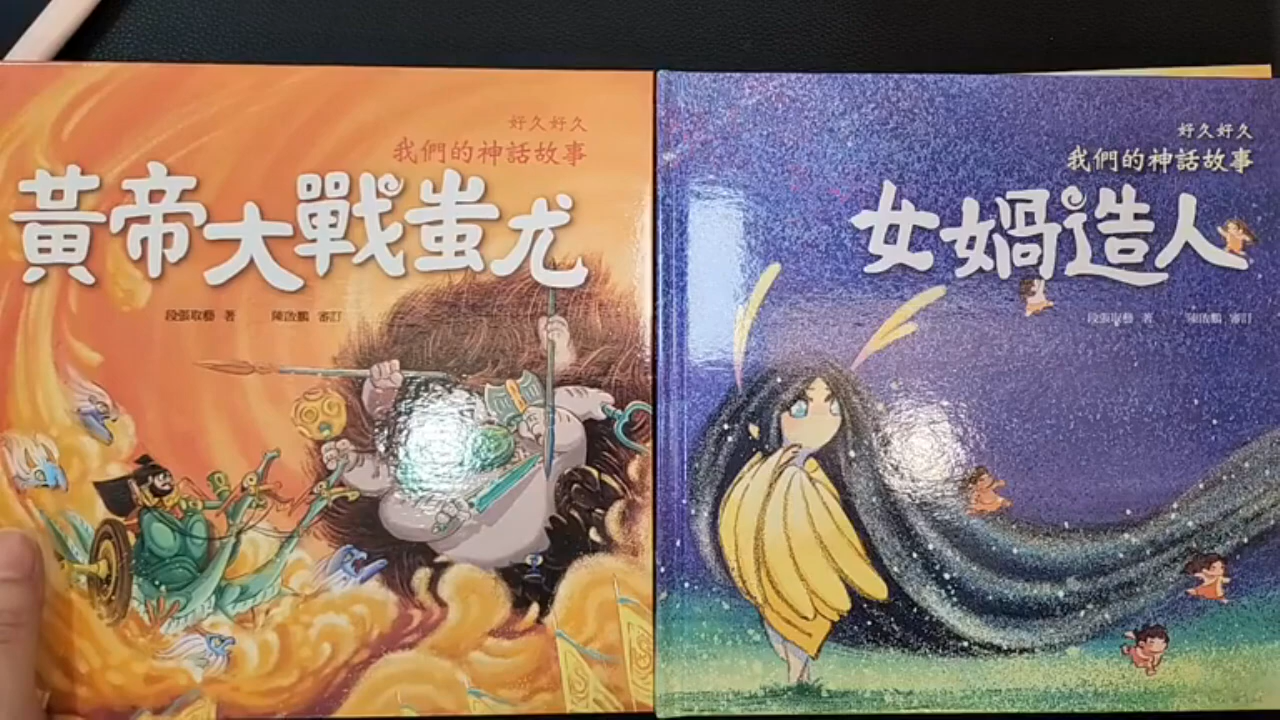 好久好久
我們的神話故事
黃帝大戰蚩尤
段張取藝 著 陳啟鵬 審訂
好久好久
我們的神話故事
女媧造人
段張取藝 著 陳啟鵬 審訂